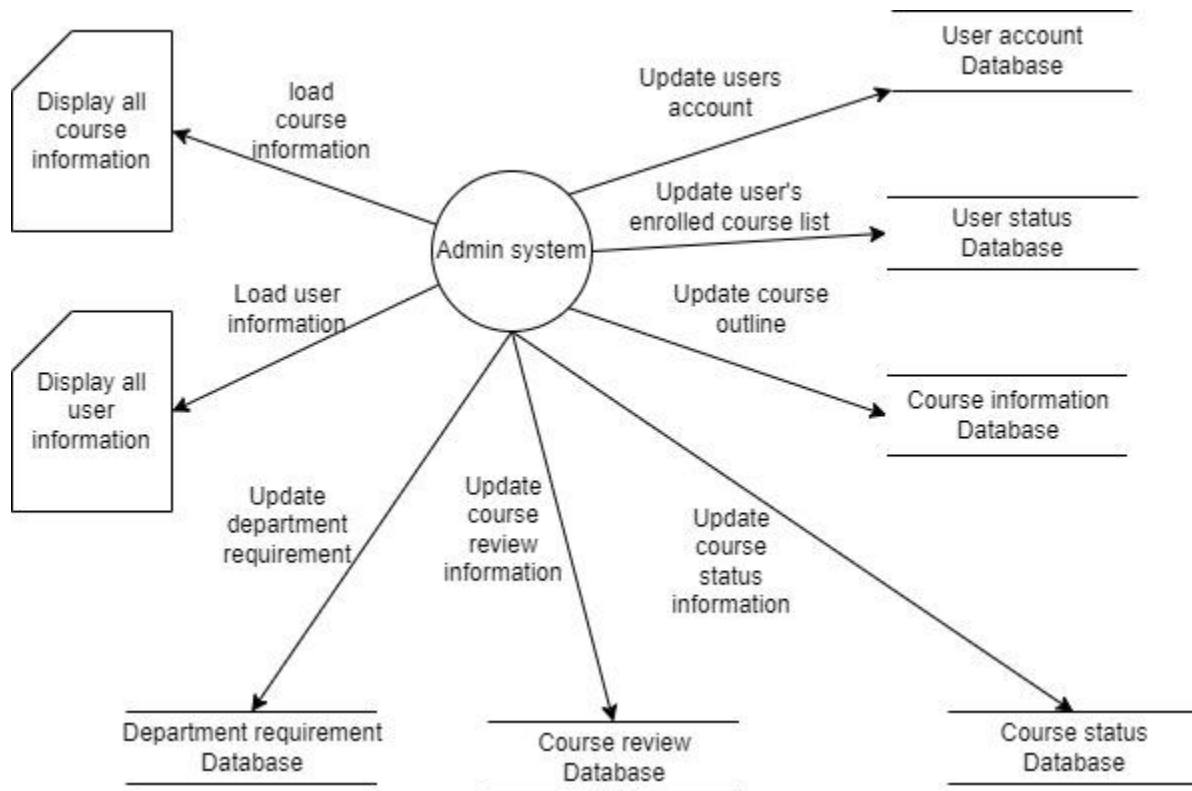 User account
Database
Display all
course
information
load
course
information
Update users
account
Update user's
enrolled course list
User status
Database
Admin system
Load user
information
Update course
outline
Display all
user
information
Course information
Database
Update
department
requirement
Update
course
review
information
Update
course
status
information
Department requirement
Database
Course review
Database
Course status
Database